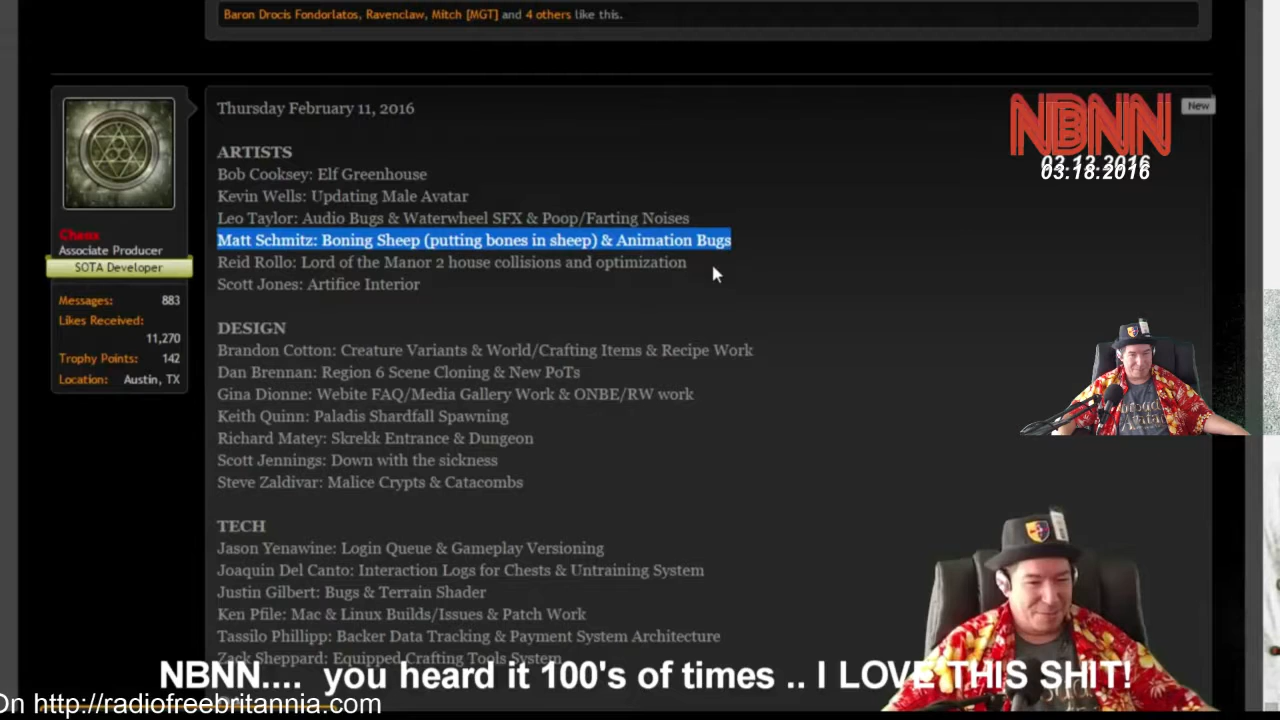 Baron Drocis Fondorlatos, Ravenclaw, Mitch [MGT] and 4 others like this.
Thursday February 11, 2016
New
NBNN
03.13.2016
03.18.2016
ARTISTS
Bob Cooksey: Elf Greenhouse
Kevin Wells: Updating Male Avatar
Leo Taylor: Audio Bugs & Waterwheel SFX & Poop/Farting Noises
Matt Schmitz: Boning Sheep (putting bones in sheep) & Animation Bugs
Reid Rollo: Lord of the Manor 2 house collisions and optimization
Scott Jones: Artifice Interior
Chaox
Associate Producer
SOTA Developer
Messages: 883
Likes Received: 11,270
Trophy Points: 142
Location: Austin, TX
DESIGN
Brandon Cotton: Creature Variants & World/Crafting Items & Recipe Work
Dan Brennan: Region 6 Scene Cloning & New PoTs
Gina Dionne: Webite FAQ/Media Gallery Work & ONBE/RW work
Keith Quinn: Paladis Shardfall Spawning
Richard Matey: Skrekk Entrance & Dungeon
Scott Jennings: Down with the sickness
Steve Zaldivar: Malice Crypts & Catacombs
TECH
Jason Yenawine: Login Queue & Gameplay Versioning
Joaquin Del Canto: Interaction Logs for Chests & Untraining System
Justin Gilbert: Bugs & Terrain Shader
Ken Pfile: Mac & Linux Builds/Issues & Patch Work
Tassilo Phillipp: Backer Data Tracking & Payment System Architecture
Zack Sheppard: Equipped Crafting Tools System
NBNN.... you heard it 100's of times .. I LOVE THIS SHIT!
On http://radiofreebritannia.com